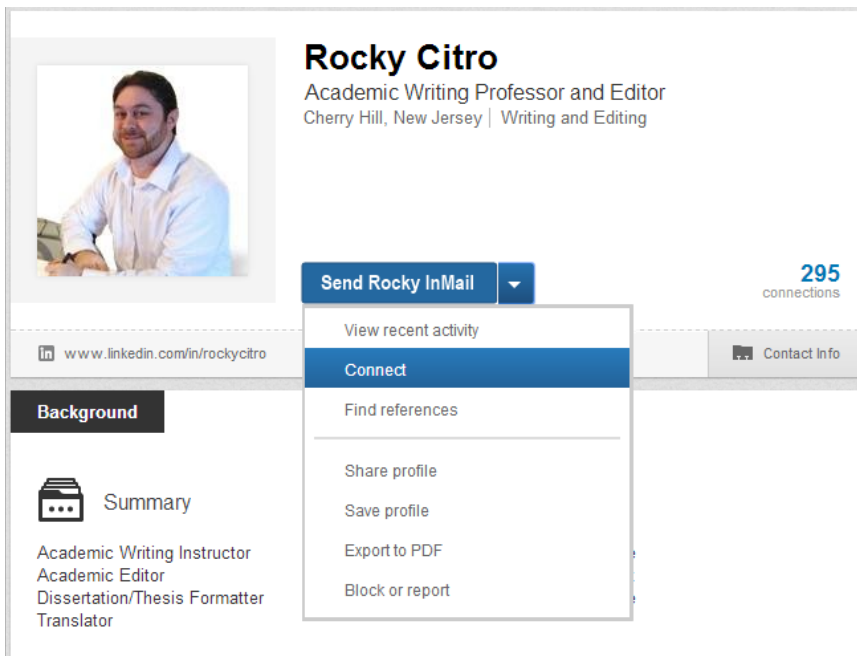 Rocky Citro
Academic Writing Professor and Editor
Cherry Hill, New Jersey | Writing and Editing
Send Rocky InMail
295
connections
View recent activity
Connect
Find references
Share profile
Save profile
Export to PDF
Block or report
in www.linkedin.com/in/rockycitro
Contact Info
Background
Summary
Academic Writing Instructor
Academic Editor
Dissertation/Thesis Formatter
Translator